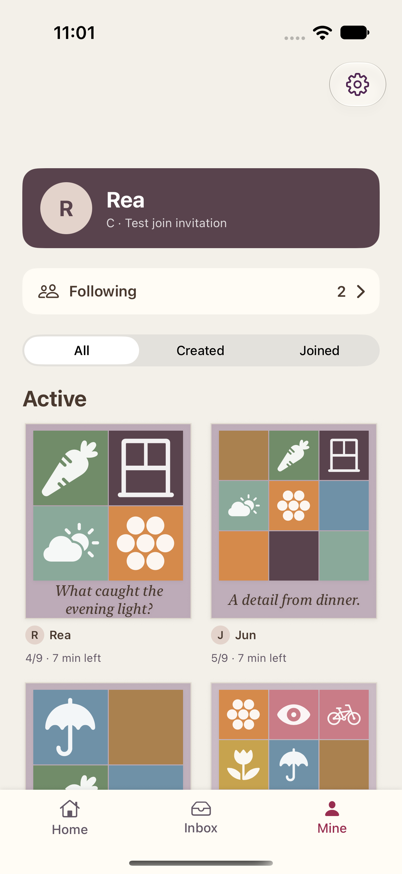 11:01
R
Rea
C · Test join invitation
Following
2
All
Created
Joined
Active
What caught the
evening light?
A detail from dinner.
R Rea
J Jun
4/9 · 7 min left
5/9 · 7 min left
Home
Inbox
Mine